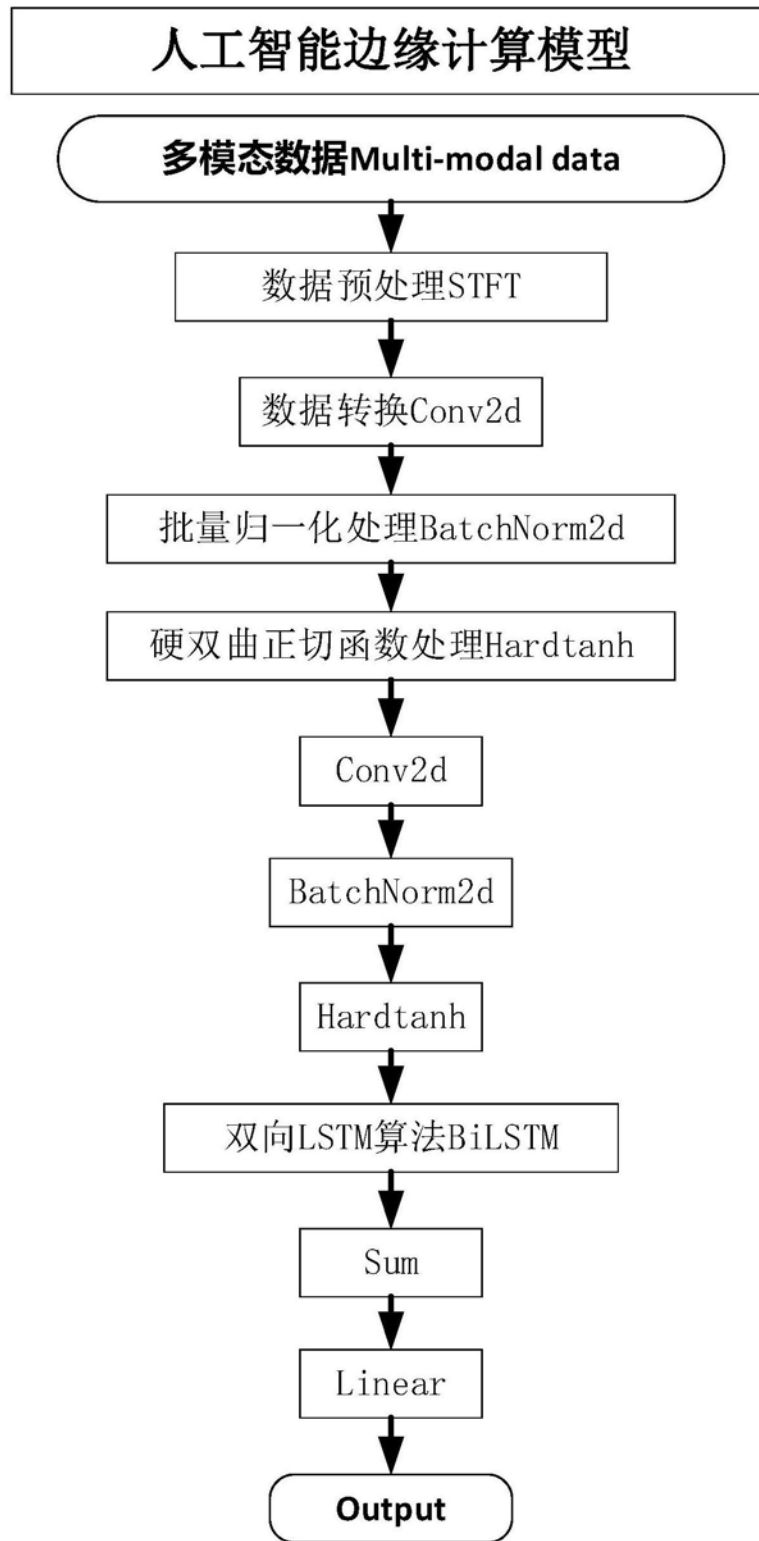 人工智能边缘计算模型
多模态数据Multi-modal data
数据预处理STFT
数据转换Conv2d
批量归一化处理BatchNorm2d
硬双曲正切函数处理Hardtanh
Conv2d
BatchNorm2d
Hardtanh
双向LSTM算法BiLSTM
Sum
Linear
Output